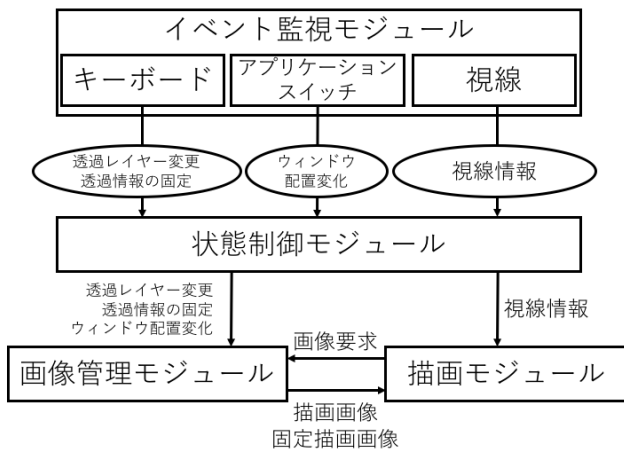 イベント監視モジュール
キーボード
アプリケーション
スイッチ
視線
透過レイヤー変更
透過情報の固定
ウィンドウ
配置変化
視線情報
状態制御モジュール
透過レイヤー変更
透過情報の固定
ウィンドウ配置変化
視線情報
画像管理モジュール
画像要求
描画モジュール
描画画像
固定描画画像